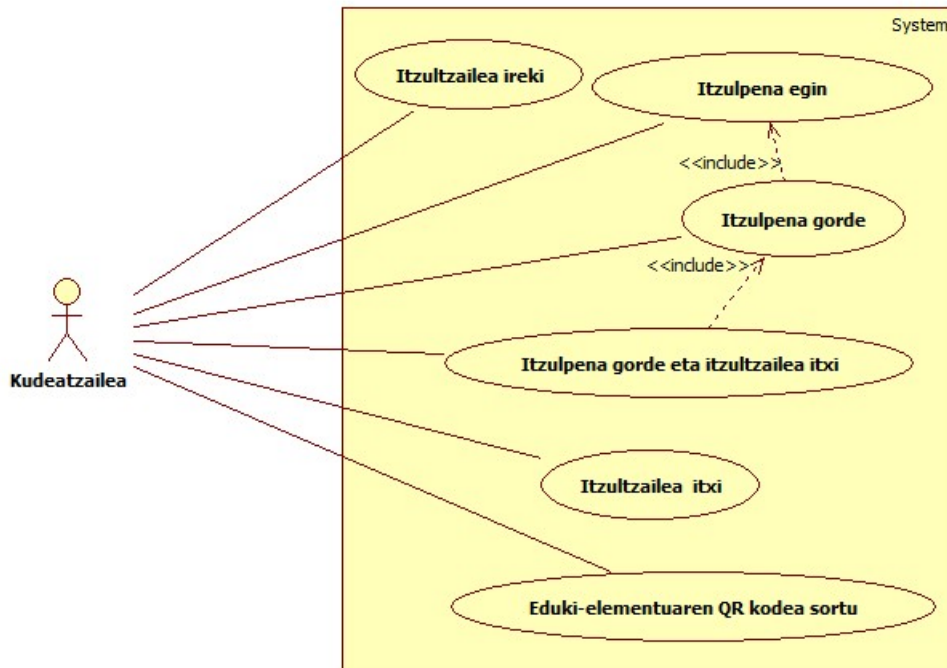 System
Itzultzailea ireki
Itzulpena egin
<<include>>
Itzulpena gorde
<<include>>
Itzulpena gorde eta itzultzailea itxi
Kudeatzailea
Itzultzailea itxi
Eduki-elementuaren QR kodea sortu